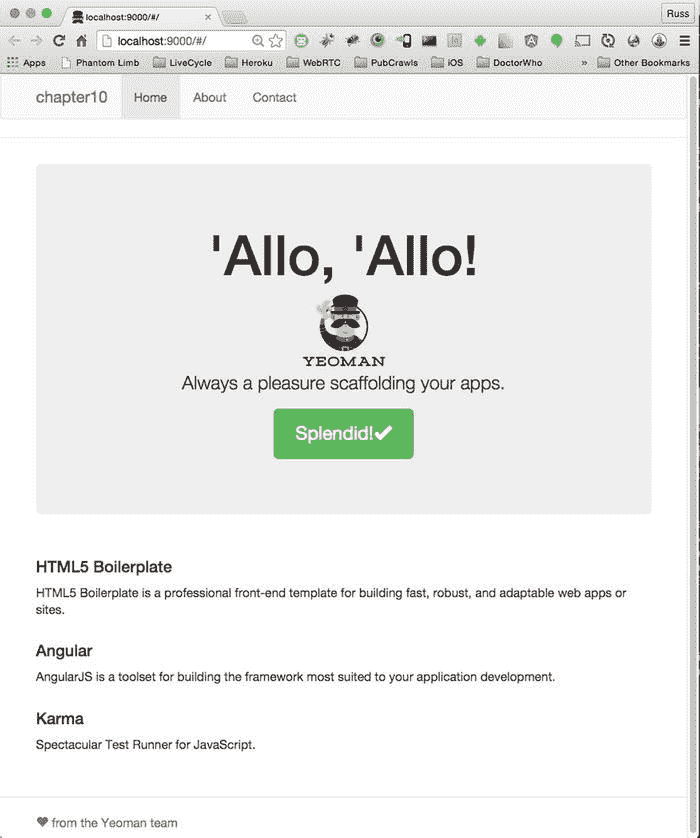 localhost:9000/#/
Russ
localhost:9000/#/
Apps Phantom Limb LiveCycle Heroku WebRTC PubCrawls iOS DoctorWho » Other Bookmarks
chapter10 Home About Contact
'Allo, 'Allo!
YEOMAN
Always a pleasure scaffolding your apps.
Splendid!
HTML5 Boilerplate
HTML5 Boilerplate is a professional front-end template for building fast, robust, and adaptable web apps or
sites.
Angular
AngularJS is a toolset for building the framework most suited to your application development.
Karma
Spectacular Test Runner for JavaScript.
from the Yeoman team